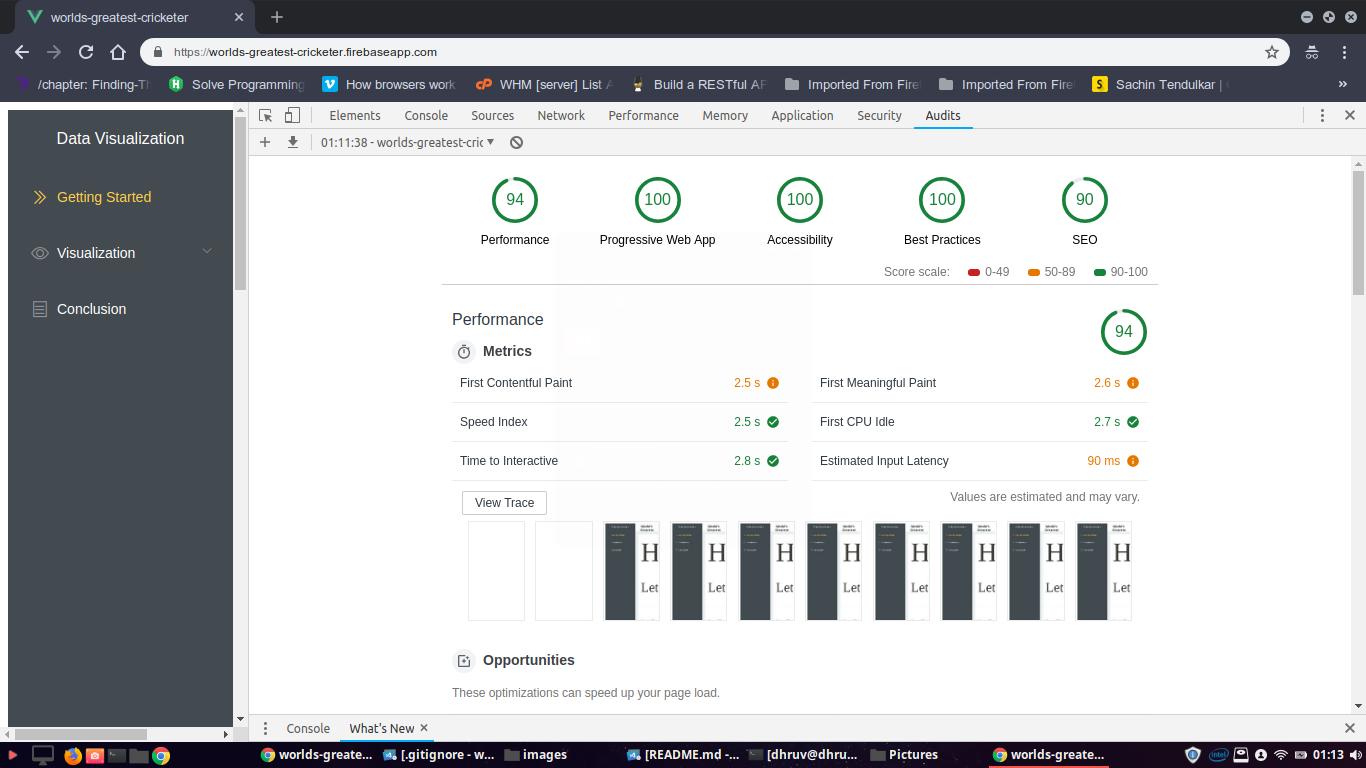 worlds-greatest-cricketer
https://worlds-greatest-cricketer.firebaseapp.com
/chapter: Finding-Th
Solve Programming
How browsers work
WHM [server] List A
Build a RESTful AP
Imported From Firef
Imported From Firef
Sachin Tendulkar |
»
Data Visualization
Getting Started
Visualization
Conclusion
Elements Console Sources Network Performance Memory Application Security Audits
01:11:38 - worlds-greatest-cric
94 100 100 100 90
Performance Progressive Web App Accessibility Best Practices SEO
Score scale: 0-49 50-89 90-100
Performance
94
Metrics
First Contentful Paint 2.5 s
First Meaningful Paint 2.6 s
Speed Index 2.5 s
First CPU Idle 2.7 s
Time to Interactive 2.8 s
Estimated Input Latency 90 ms
View Trace
Values are estimated and may vary.
H H H H H H H H
Let Let Let Let Let Let Let Let
Opportunities
These optimizations can speed up your page load.
Console What's New
worlds-greate... [.gitignore - w... images [README.md -... [dhruv@dhru... Pictures worlds-greate...
intel
01:13